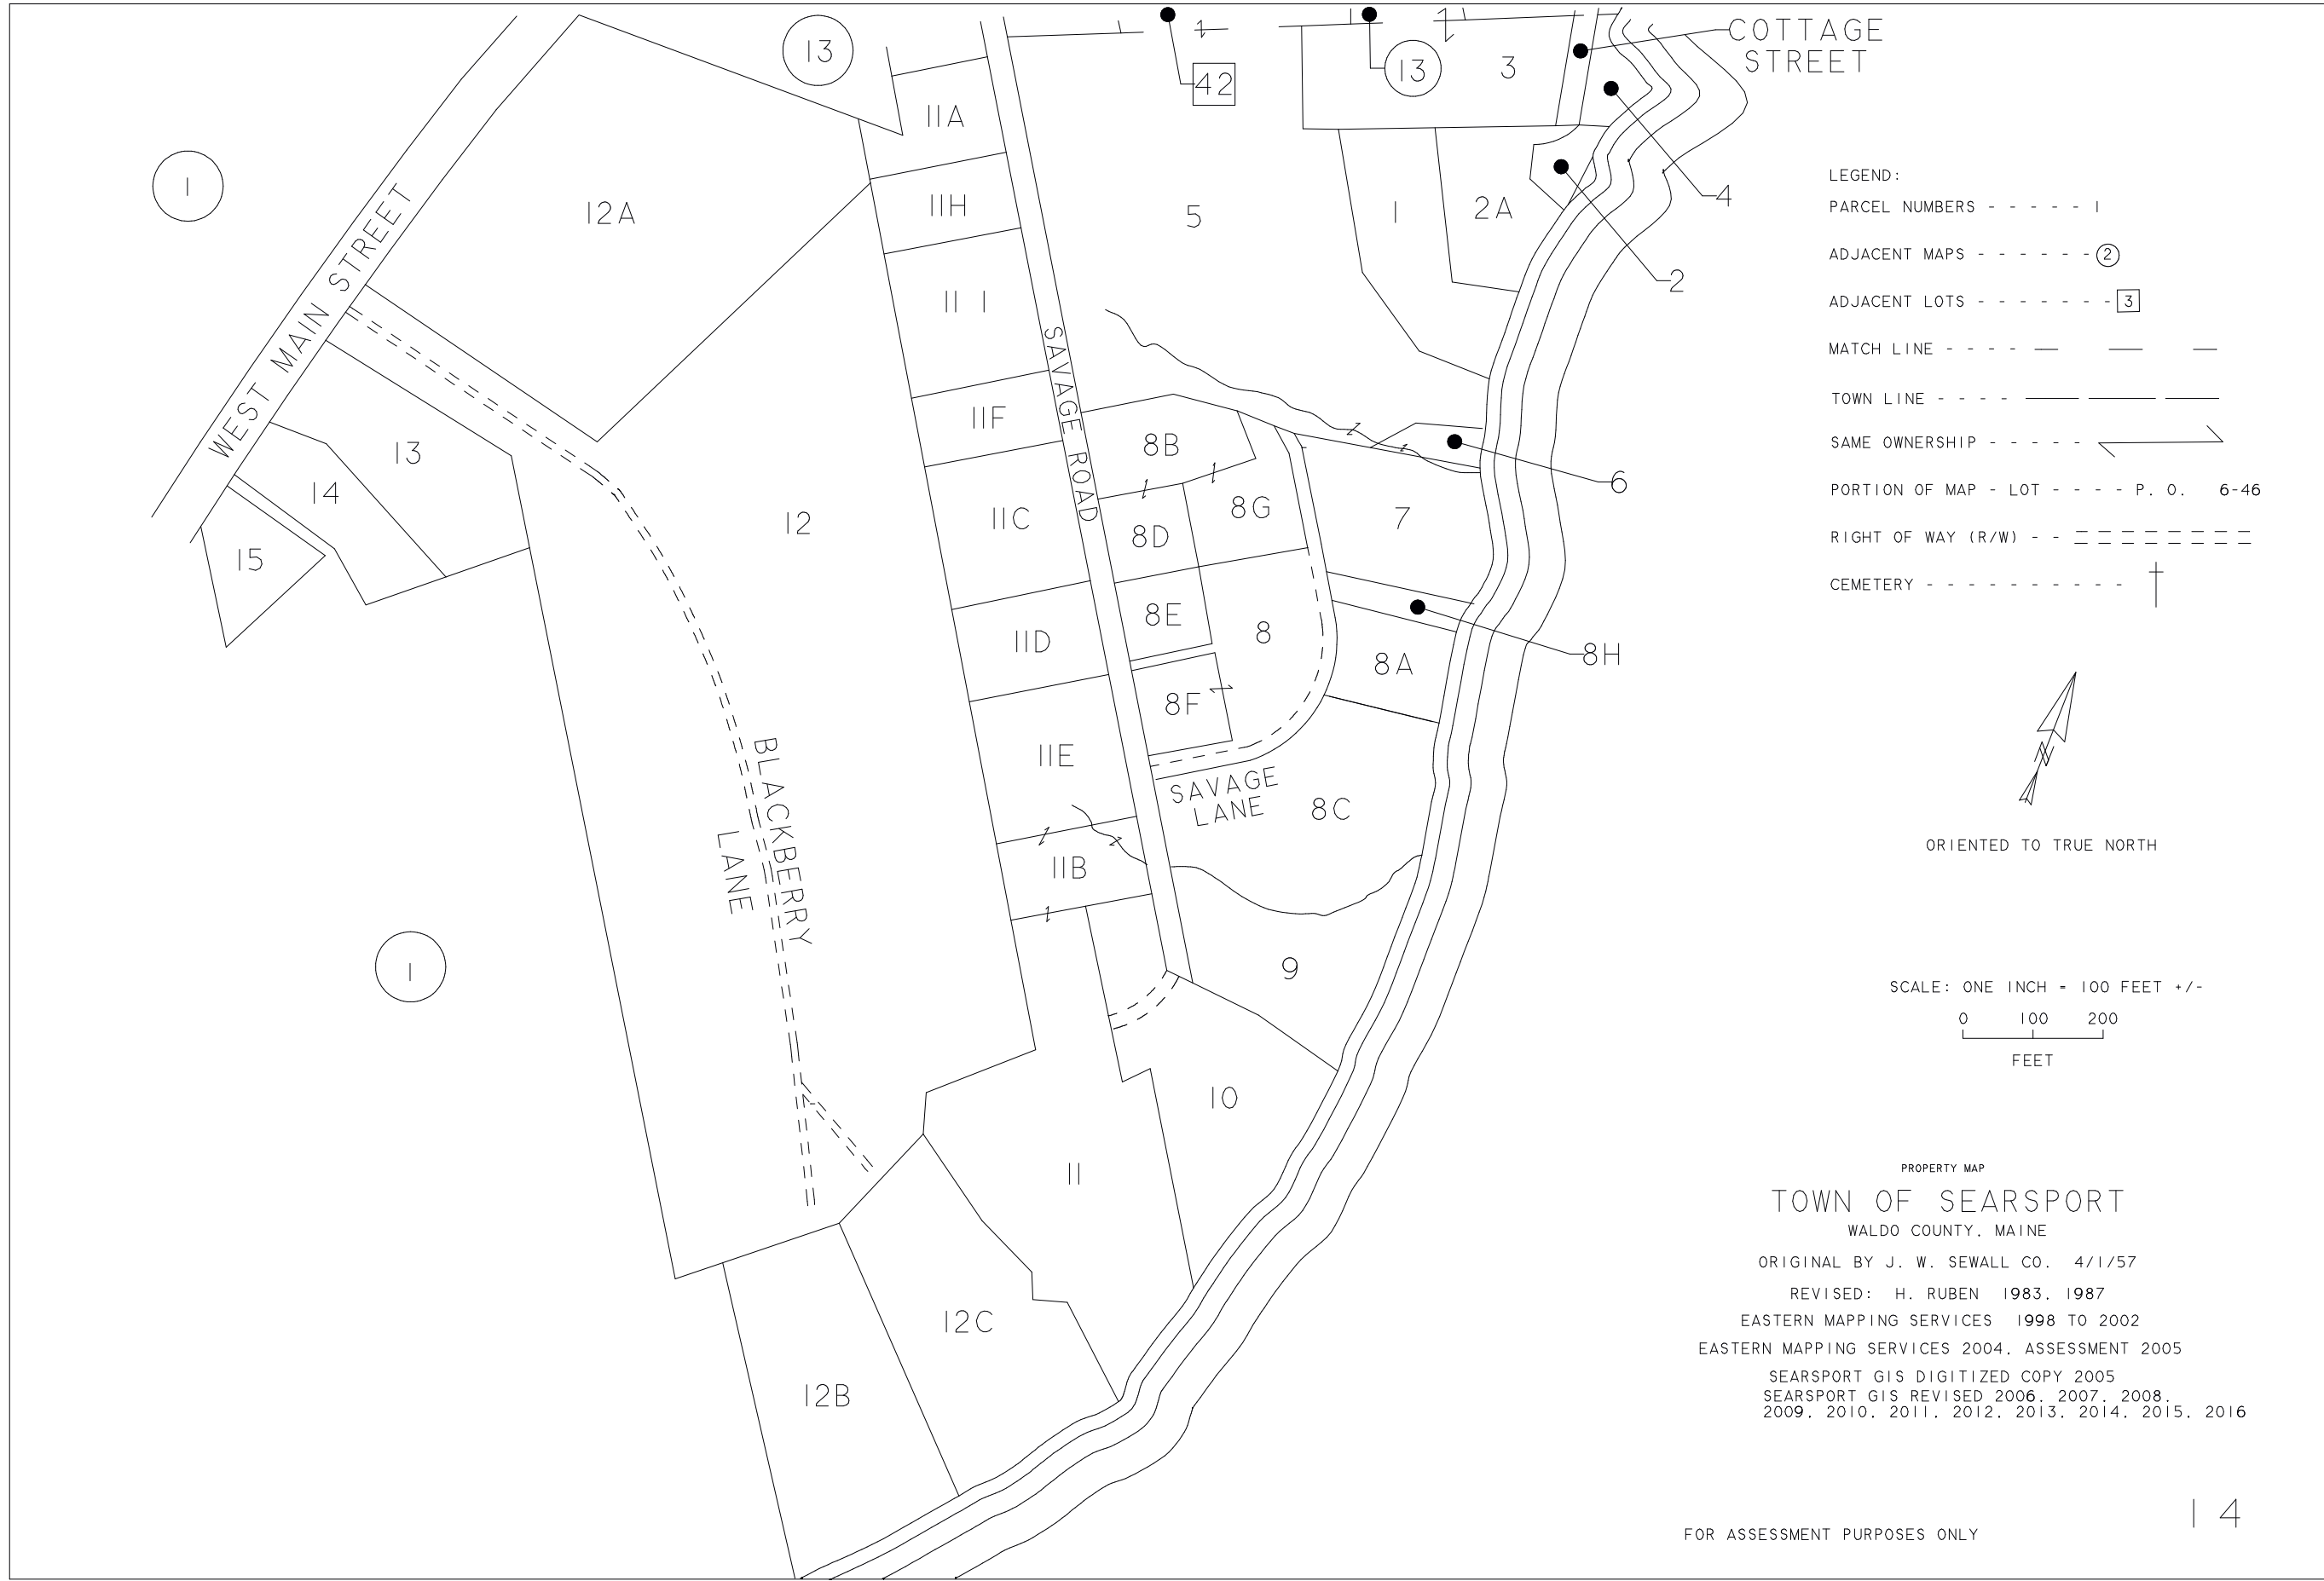 COTTAGE
STREET
13
42
13
3
11A
1
12A
11H
5
1
2A
4
2
11 I
WEST MAIN STREET
SAVAGE ROAD
11F
8B
6
13
14
12
11C
8D
8G
7
15
8E
8
11D
8H
8A
8F
11E
SAVAGE
LANE
8C
BLACKBERRY
LANE
11B
1
9
10
11
12C
12B
LEGEND:
PARCEL NUMBERS - - - - - 1
ADJACENT MAPS - - - - - - 2
ADJACENT LOTS - - - - - - - 3
MATCH LINE - - - -
TOWN LINE - - - -
SAME OWNERSHIP - - - - -
PORTION OF MAP - LOT - - - - P. O. 6-46
RIGHT OF WAY (R/W) - -
CEMETERY - - - - - - - - - -
N
ORIENTED TO TRUE NORTH
SCALE: ONE INCH = 100 FEET +/-
0 100 200
FEET
PROPERTY MAP
TOWN OF SEARSPORT
WALDO COUNTY, MAINE
ORIGINAL BY J. W. SEWALL CO. 4/1/57
REVISED: H. RUBEN 1983, 1987
EASTERN MAPPING SERVICES 1998 TO 2002
EASTERN MAPPING SERVICES 2004, ASSESSMENT 2005
SEARSPORT GIS DIGITIZED COPY 2005
SEARSPORT GIS REVISED 2006, 2007, 2008,
2009, 2010, 2011, 2012, 2013, 2014, 2015, 2016
14
FOR ASSESSMENT PURPOSES ONLY